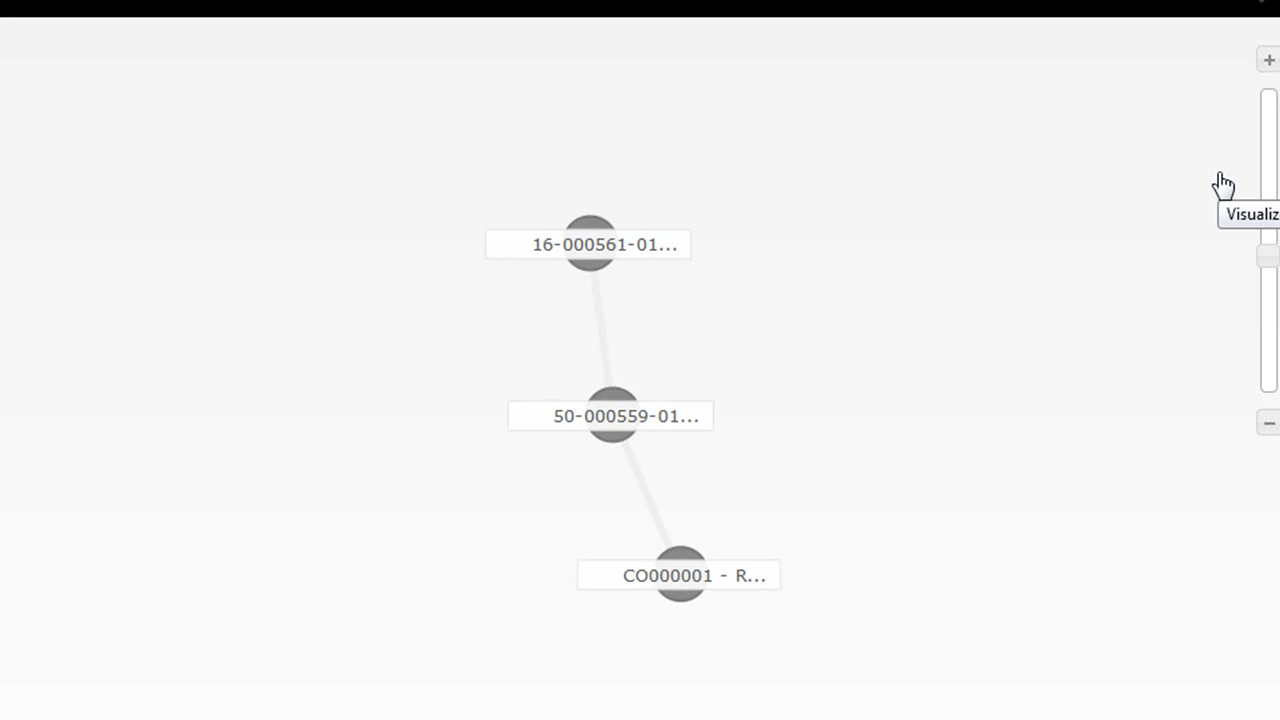 +
Visualiz
16-000561-01...
50-000559-01...
−
CO000001 - R...